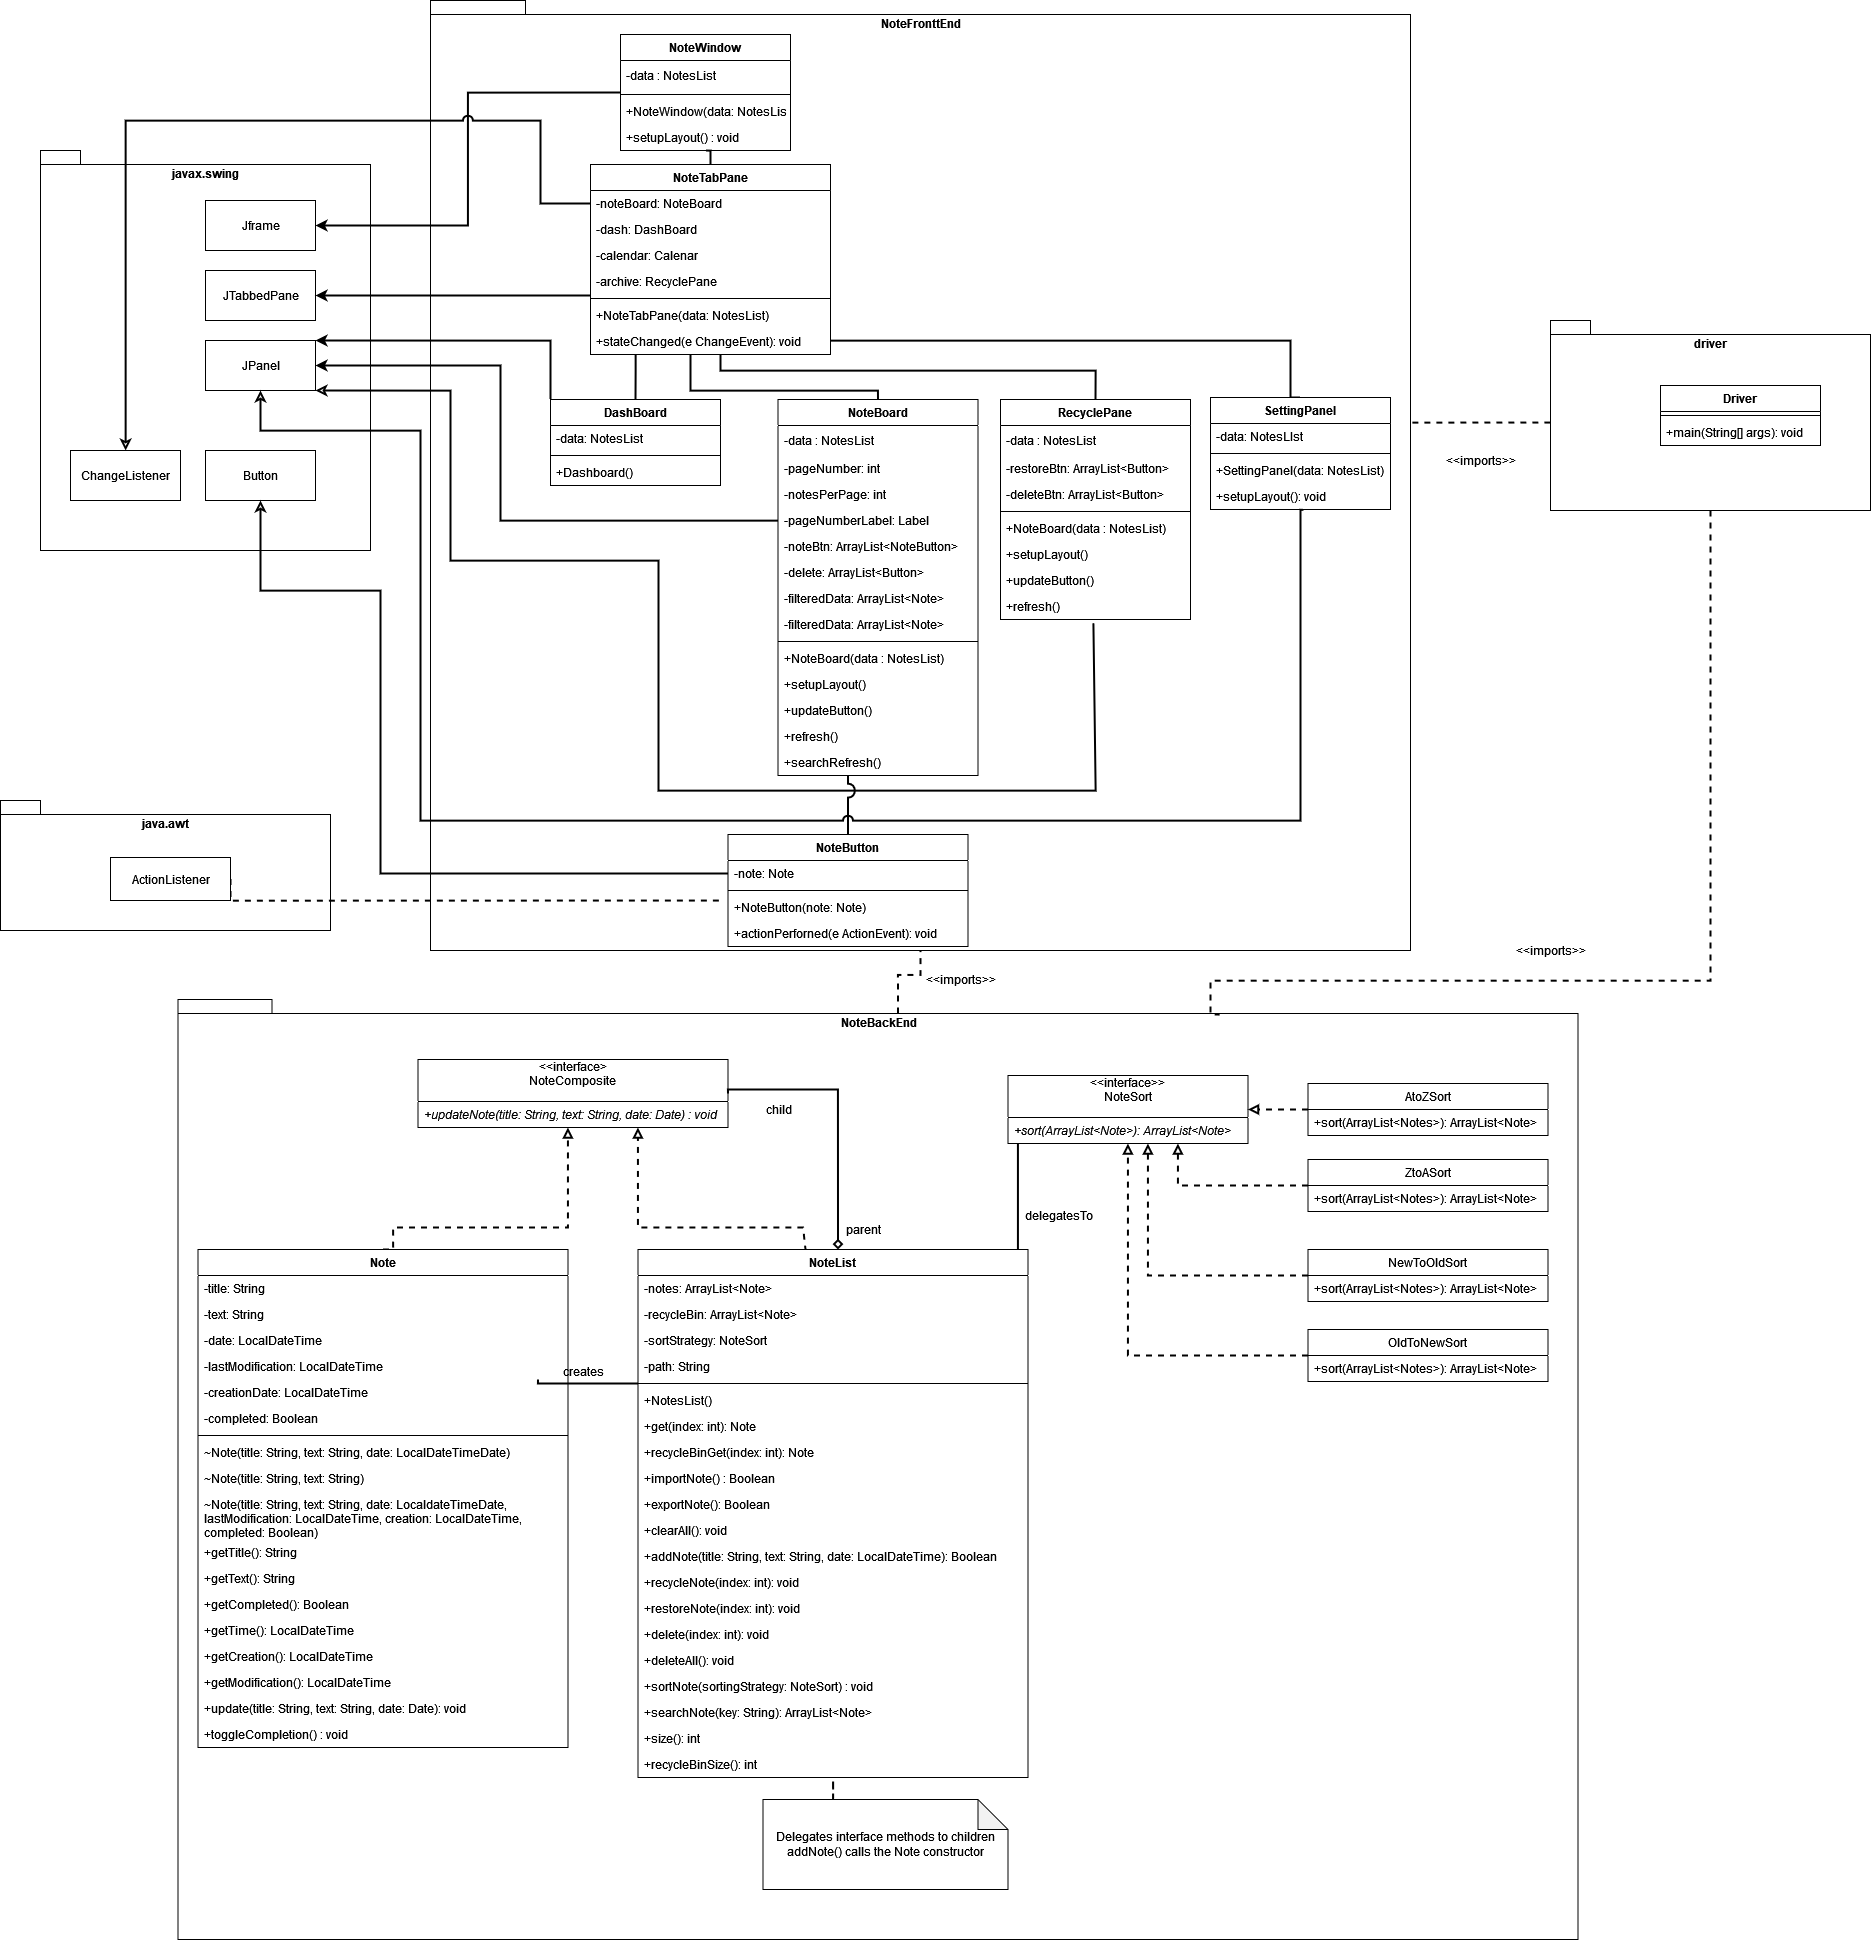 NoteFronttEnd
NoteWindow
-data : NotesList
+NoteWindow(data: NotesLis
+setupLayout() : void
javax.swing
Jframe
JTabbedPane
JPanel
ChangeListener
Button
NoteTabPane
-noteBoard: NoteBoard
-dash: DashBoard
-calendar: Calenar
-archive: RecyclePane
+NoteTabPane(data: NotesList)
+stateChanged(e ChangeEvent): void
DashBoard
-data: NotesList
+Dashboard()
NoteBoard
-data : NotesList
-pageNumber: int
-notesPerPage: int
-pageNumberLabel: Label
-noteBtn: ArrayList<NoteButton>
-delete: ArrayList<Button>
-filteredData: ArrayList<Note>
-filteredData: ArrayList<Note>
+NoteBoard(data : NotesList)
+setupLayout()
+updateButton()
+refresh()
+searchRefresh()
RecyclePane
-data : NotesList
-restoreBtn: ArrayList<Button>
-deleteBtn: ArrayList<Button>
+NoteBoard(data : NotesList)
+setupLayout()
+updateButton()
+refresh()
SettingPanel
-data: NotesLIst
+SettingPanel(data: NotesList)
+setupLayout(): void
driver
Driver
+main(String[] args): void
<<imports>>
java.awt
ActionListener
NoteButton
-note: Note
+NoteButton(note: Note)
+actionPerforned(e ActionEvent): void
<<imports>>
<<imports>>
NoteBackEnd
<<interface>
NoteComposite
+updateNote(title: String, text: String, date: Date) : void
child
parent
<<interface>>
NoteSort
+sort(ArrayList<Note>): ArrayList<Note>
delegatesTo
AtoZSort
+sort(ArrayList<Notes>): ArrayList<Note>
ZtoASort
+sort(ArrayList<Notes>): ArrayList<Note>
NewToOldSort
+sort(ArrayList<Notes>): ArrayList<Note>
OldToNewSort
+sort(ArrayList<Notes>): ArrayList<Note>
Note
-title: String
-text: String
-date: LocalDateTime
-lastModification: LocalDateTime
-creationDate: LocalDateTime
-completed: Boolean
~Note(title: String, text: String, date: LocalDateTimeDate)
~Note(title: String, text: String)
~Note(title: String, text: String, date: LocaldateTimeDate,
lastModification: LocalDateTime, creation: LocalDateTime,
completed: Boolean)
+getTitle(): String
+getText(): String
+getCompleted(): Boolean
+getTime(): LocalDateTime
+getCreation(): LocalDateTime
+getModification(): LocalDateTime
+update(title: String, text: String, date: Date): void
+toggleCompletion() : void
creates
NoteList
-notes: ArrayList<Note>
-recycleBin: ArrayList<Note>
-sortStrategy: NoteSort
-path: String
+NotesList()
+get(index: int): Note
+recycleBinGet(index: int): Note
+importNote() : Boolean
+exportNote(): Boolean
+clearAll(): void
+addNote(title: String, text: String, date: LocalDateTime): Boolean
+recycleNote(index: int): void
+restoreNote(index: int): void
+delete(index: int): void
+deleteAll(): void
+sortNote(sortingStrategy: NoteSort) : void
+searchNote(key: String): ArrayList<Note>
+size(): int
+recycleBinSize(): int
Delegates interface methods to children
addNote() calls the Note constructor